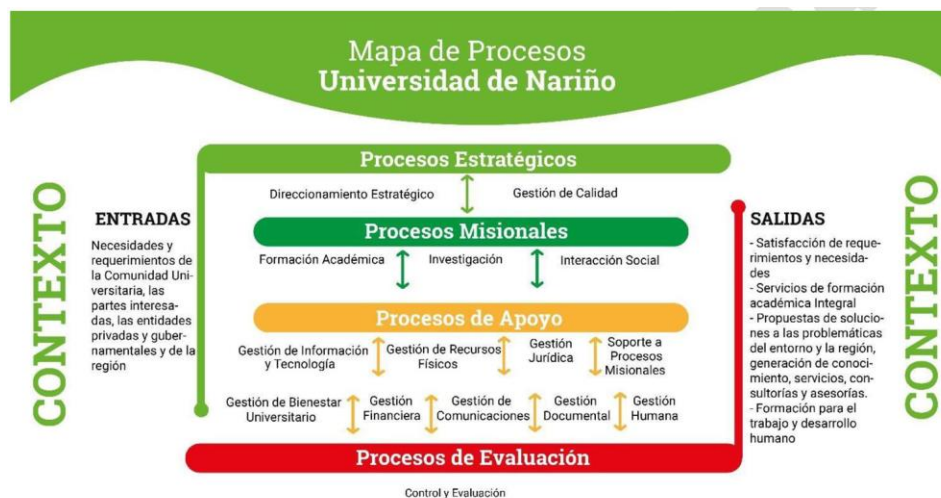 Mapa de Procesos
Universidad de Nariño
CONTEXTO
ENTRADAS
Necesidades y
requerimientos de
la Comunidad Uni-
versitaria, las
partes interesa-
das, las entidades
privadas y guber-
namentales y de la
región
Procesos Estratégicos
Direccionamiento Estratégico
Gestión de Calidad
Procesos Misionales
Formación Académica
Investigación
Interacción Social
Procesos de Apoyo
Gestión de Información
y Tecnología
Gestión de Recursos
Físicos
Gestión
Jurídica
Soporte a
Procesos
Misionales
Gestión de Bienestar
Universitario
Gestión
Financiera
Gestión de
Comunicaciones
Gestión
Documental
Gestión
Humana
Procesos de Evaluación
Control y Evaluación
SALIDAS
- Satisfacción de reque-
rimientos y necesida-
des
- Servicios de formación
académica Integral
- Propuestas de solucio-
nes a las problemáticas
del entorno y la región,
generación de conoci-
miento, servicios, con-
sultorías y asesorías.
- Formación para el
trabajo y desarrollo
humano
CONTEXTO